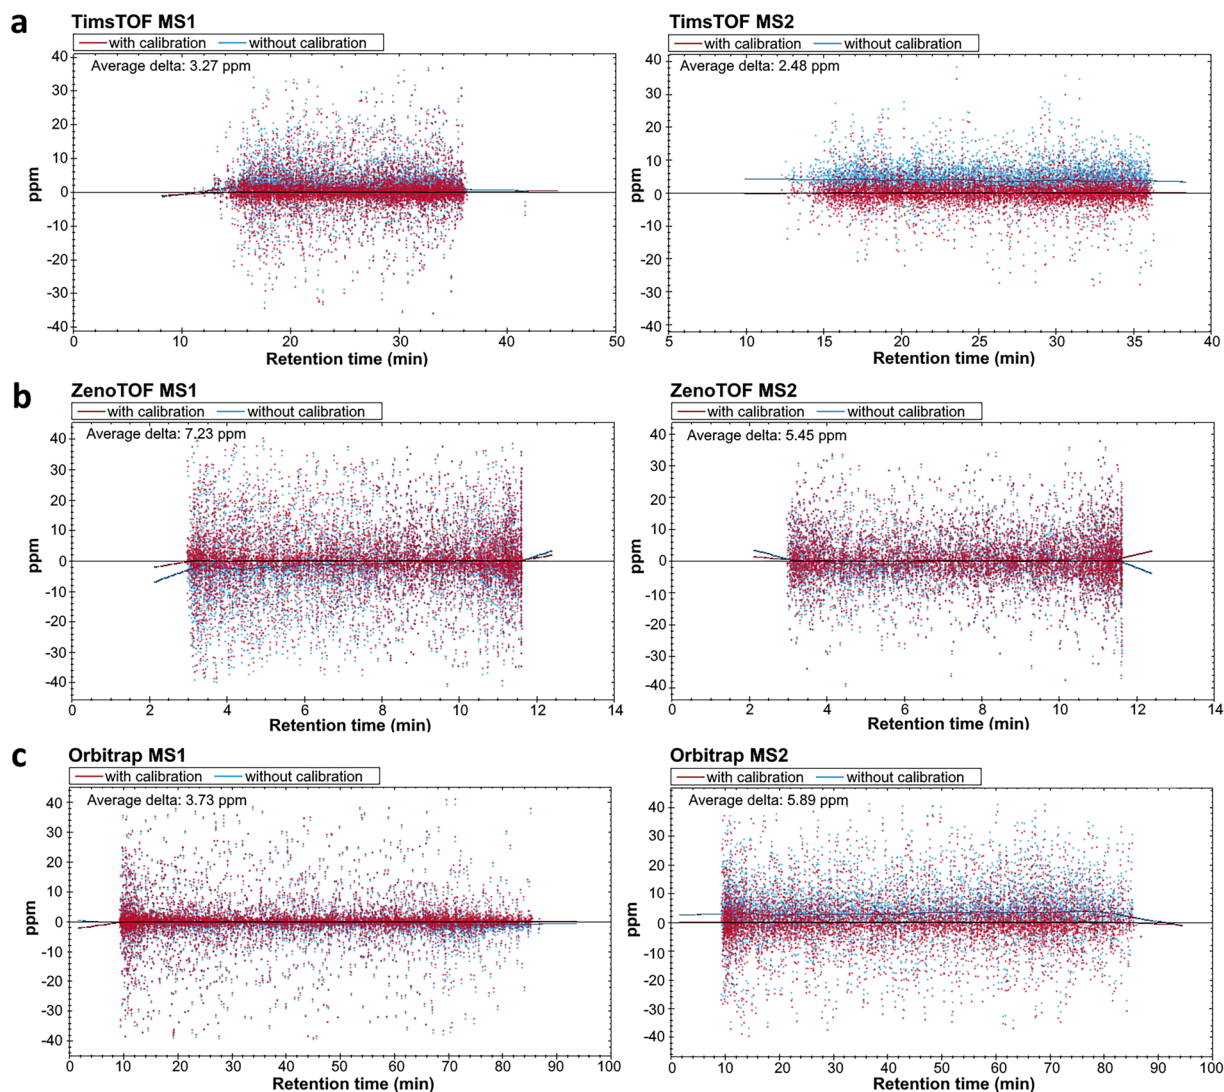 a
TimsTOF MS1
with calibration without calibration
Average delta: 3.27 ppm
40
30
20
10
0
-10
-20
-30
-40
ppm
0 10 20 30 40 50
Retention time (min)
TimsTOF MS2
with calibration without calibration
Average delta: 2.48 ppm
40
30
20
10
0
-10
-20
-30
-40
ppm
5 10 15 20 25 30 35 40
Retention time (min)
b
ZenoTOF MS1
with calibration without calibration
Average delta: 7.23 ppm
40
30
20
10
0
-10
-20
-30
-40
ppm
0 2 4 6 8 10 12 14
Retention time (min)
ZenoTOF MS2
with calibration without calibration
Average delta: 5.45 ppm
40
30
20
10
0
-10
-20
-30
-40
ppm
0 2 4 6 8 10 12 14
Retention time (min)
c
Orbitrap MS1
with calibration without calibration
Average delta: 3.73 ppm
40
30
20
10
0
-10
-20
-30
-40
ppm
0 10 20 30 40 50 60 70 80 90 100
Retention time (min)
Orbitrap MS2
with calibration without calibration
Average delta: 5.89 ppm
40
30
20
10
0
-10
-20
-30
-40
ppm
0 10 20 30 40 50 60 70 80 90 100
Retention time (min)